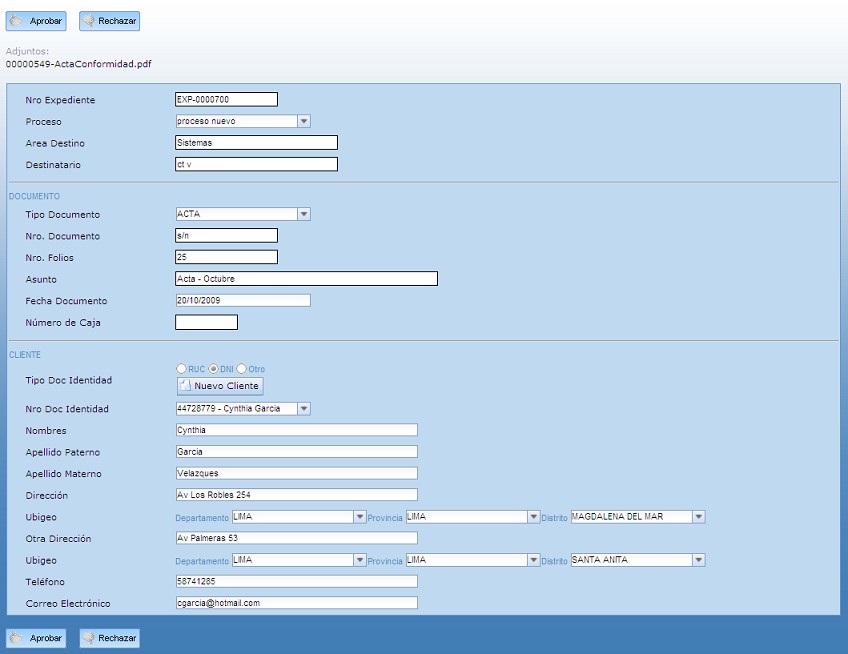 Aprobar Rechazar
Adjuntos:
00000549-ActaConformidad.pdf
Nro Expediente EXP-0000700
Proceso proceso nuevo
Area Destino Sistemas
Destinatario ct v
DOCUMENTO
Tipo Documento ACTA
Nro. Documento s/n
Nro. Folios 25
Asunto Acta - Octubre
Fecha Documento 20/10/2009
Número de Caja
CLIENTE
RUC DNI Otro
Tipo Doc Identidad
Nuevo Cliente
Nro Doc Identidad 44728779 - Cynthia Garcia
Nombres Cynthia
Apellido Paterno Garcia
Apellido Materno Velazques
Dirección Av Los Robles 254
Ubigeo Departamento LIMA Provincia LIMA Distrito MAGDALENA DEL MAR
Otra Dirección Av Palmeras 53
Ubigeo Departamento LIMA Provincia LIMA Distrito SANTA ANITA
Teléfono 58741285
Correo Electrónico cgarcia@hotmail.com
Aprobar Rechazar